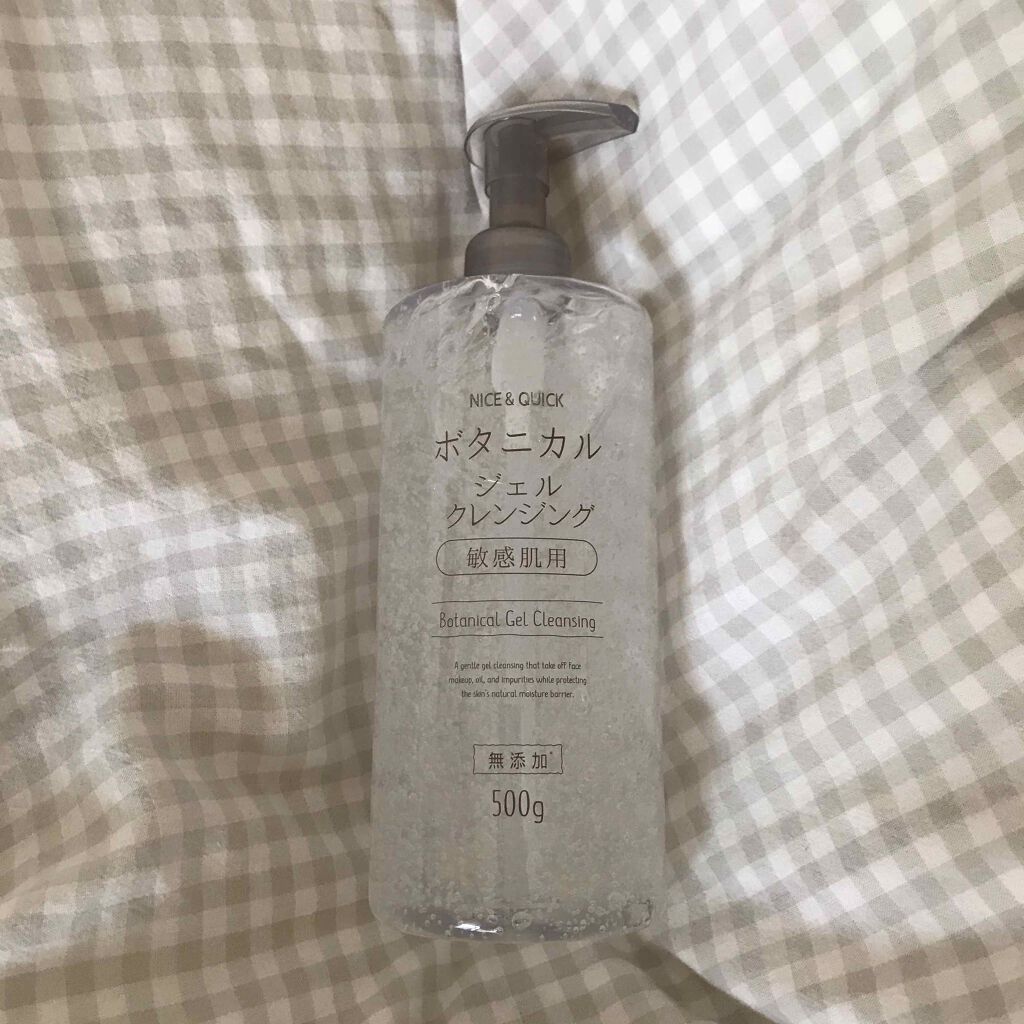 NICE & QUICK
ボタニカル
ジェル
クレンジング
敏感肌用
Botanical Gel Cleansing
A gentle gel cleansing that take off face
makeup, oil, and impurities while protecting
the skin's natural moisture barrier.
無添加*
500g